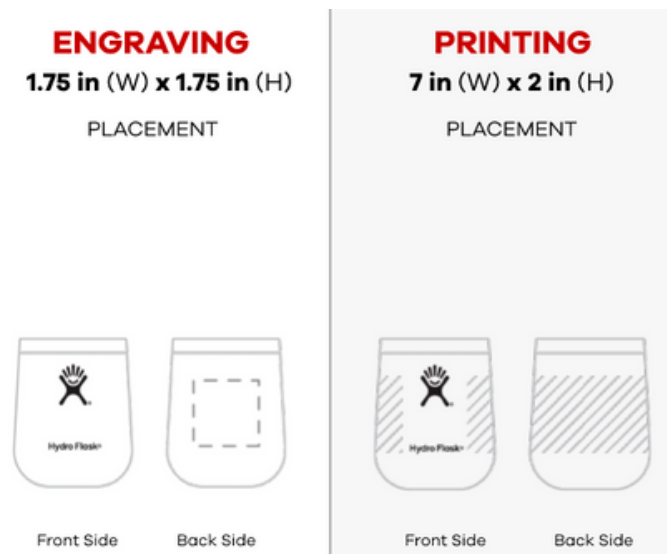 ENGRAVING
1.75 in (W) x 1.75 in (H)
PLACEMENT
Hydro Flask®
Front Side
Back Side
PRINTING
7 in (W) x 2 in (H)
PLACEMENT
Hydro Flask®
Front Side
Back Side